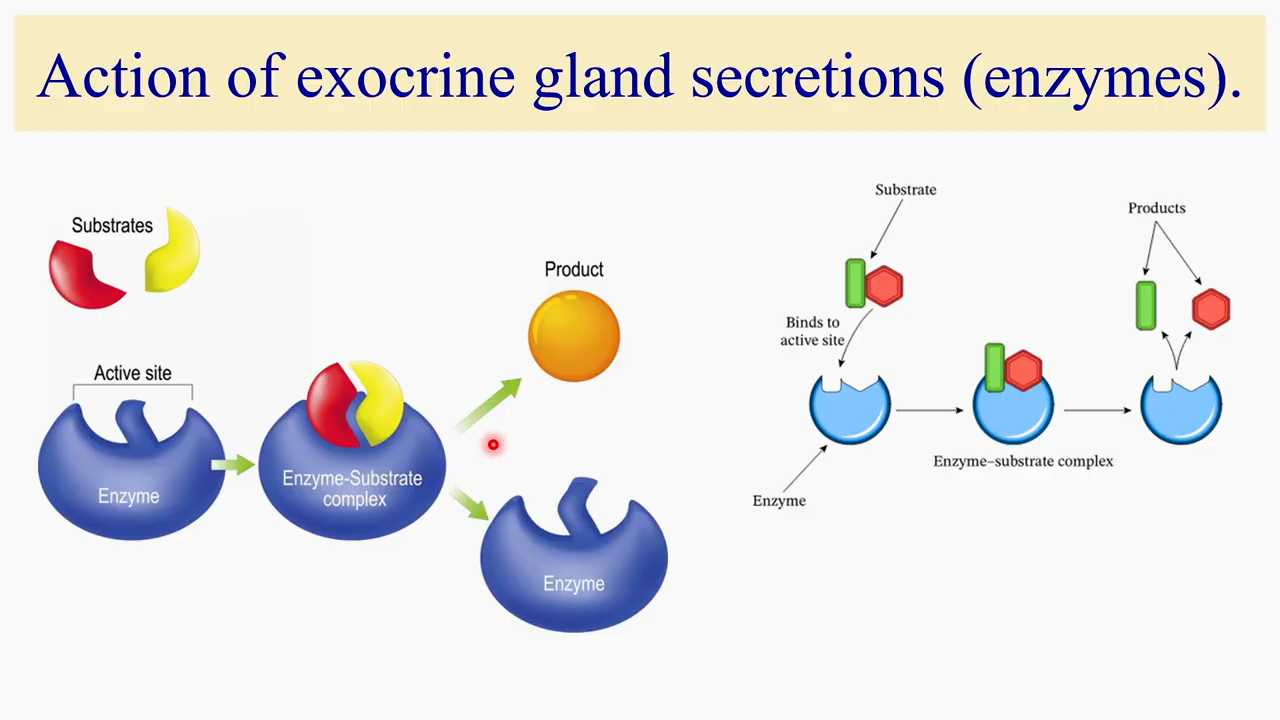 Action of exocrine gland secretions (enzymes).
Substrates
Active site
Enzyme
Enzyme-Substrate
complex
Product
Enzyme
Substrate
Binds to
active site
Enzyme
Enzyme–substrate complex
Products